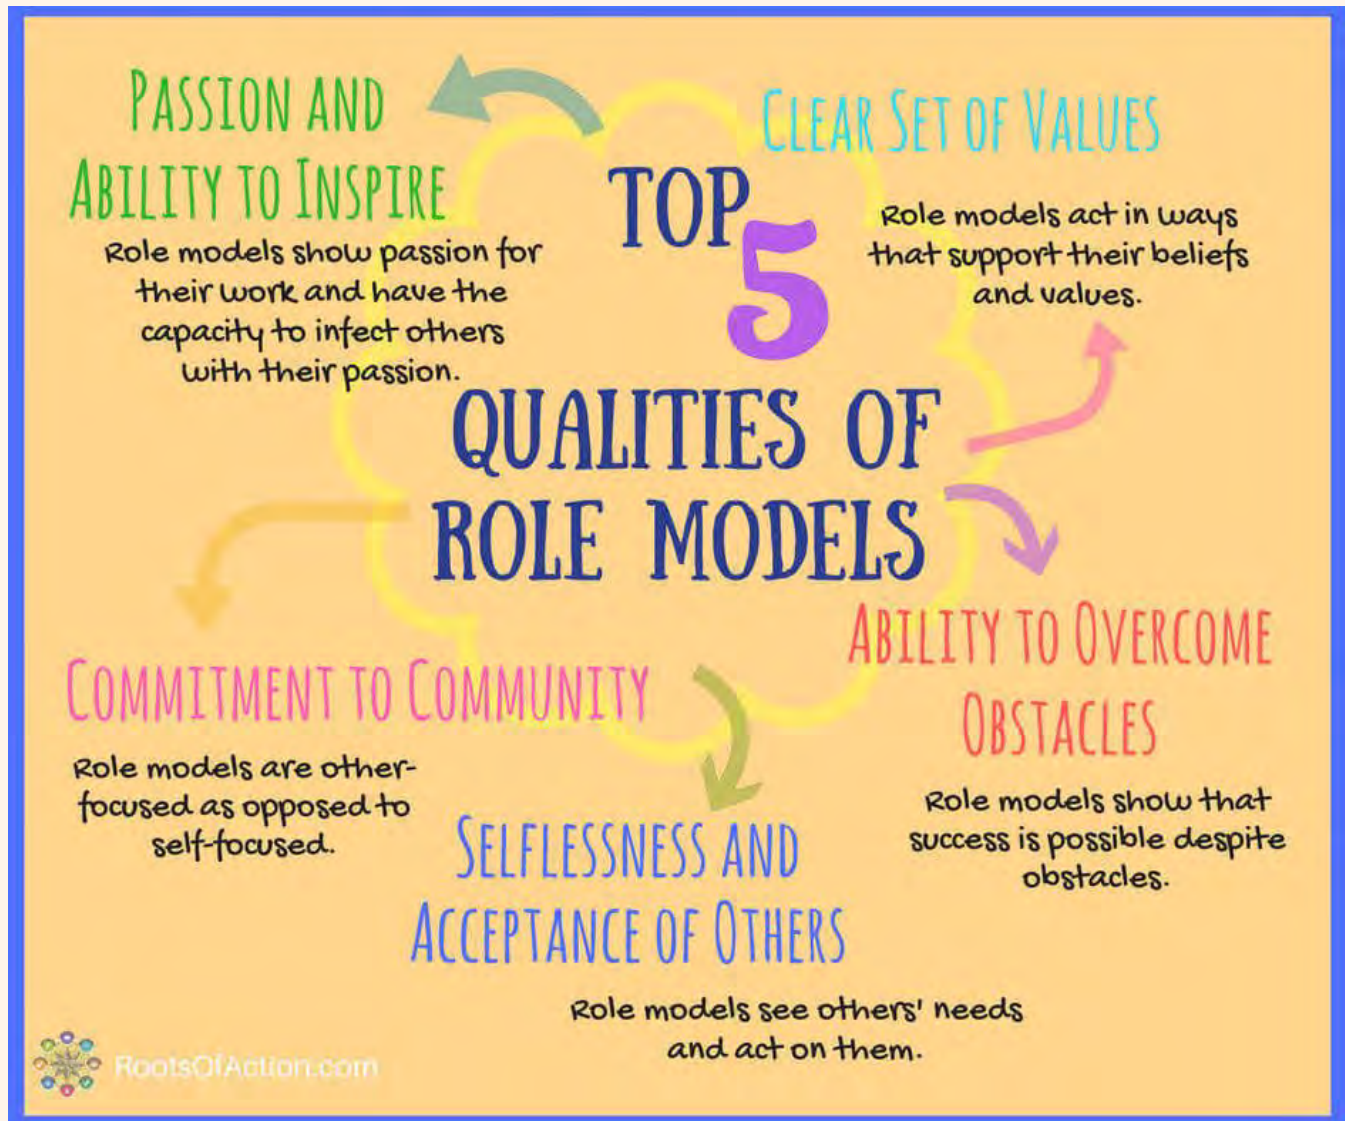 PASSION AND
ABILITY TO INSPIRE
Role models show passion for
their work and have the
capacity to infect others
with their passion.
CLEAR SET OF VALUES
Role models act in ways
that support their beliefs
and values.
TOP
5
QUALITIES OF
ROLE MODELS
ABILITY TO OVERCOME
OBSTACLES
Role models show that
success is possible despite
obstacles.
COMMITMENT TO COMMUNITY
Role models are other-
focused as opposed to
self-focused.
SELFLESSNESS AND
ACCEPTANCE OF OTHERS
Role models see others' needs
and act on them.
RootsOfAction.com